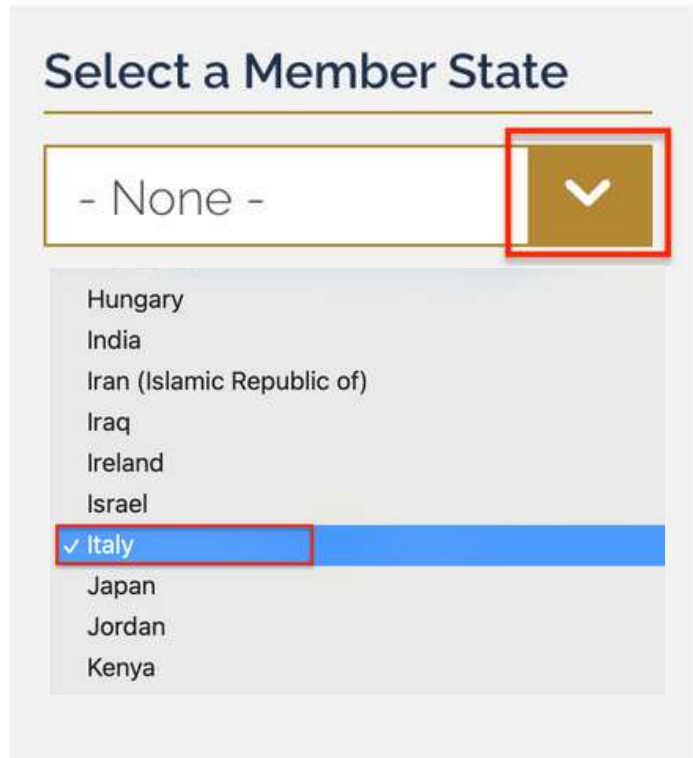 Select a Member State
- None -
Hungary
India
Iran (Islamic Republic of)
Iraq
Ireland
Israel
✓ Italy
Japan
Jordan
Kenya